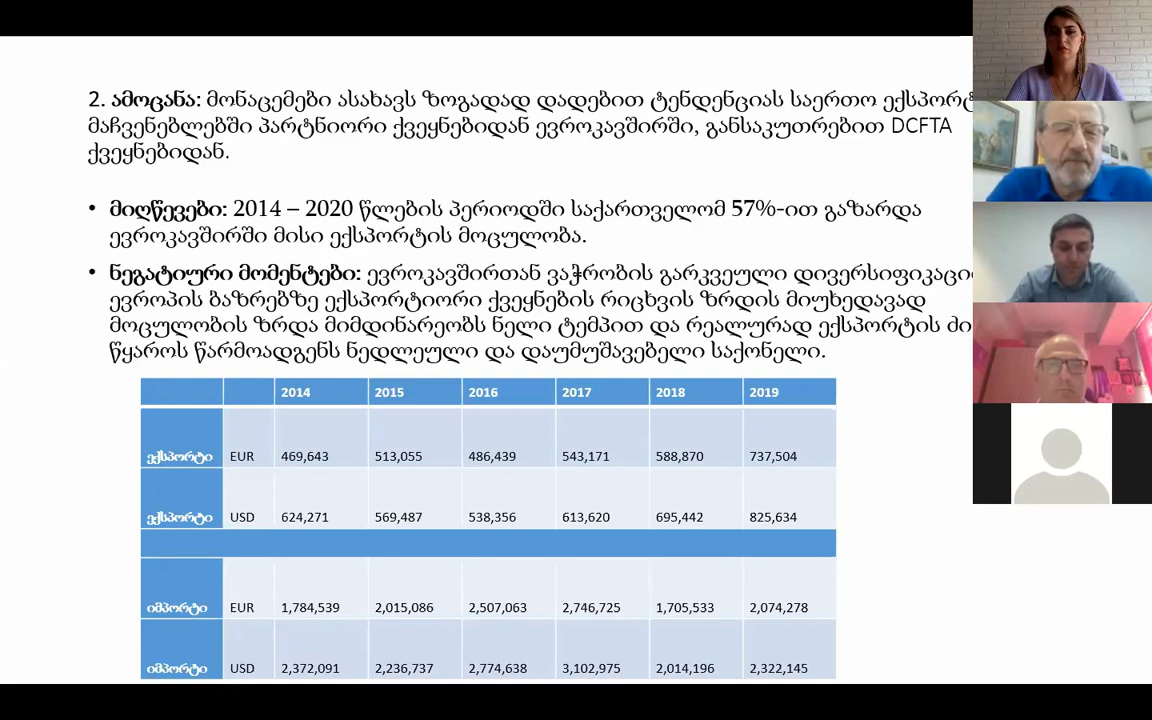 2. ამოცანა: მონაცემები ასახავს ზოგადად დადებით ტენდენციას საერთო
მაჩვენებლებში პარტნიორი ქვეყნებიდან ევროკავშირში, განსაკუთრებით DCFTA
ქვეყნებიდან.
• მიღწევები: 2014 – 2020 წლების პერიოდში საქართველომ 57%-ით გაზარდა
ევროკავშირში მისი ექსპორტის მოცულობა.
• ნეგატიური მომენტები: ევროკავშირთან ვაჭრობის გარკვეული
ევროპის ბაზრებზე ექსპორტიორი ქვეყნების რიცხვის ზრდის მიუხედავად
მოცულობის ზრდა მიმდინარეობს ნელი ტემპით და რეალურად ექსპორტის
წყაროს წარმოადგენს ნედლეული და დაუმუშავებელი საქონელი.
2014 2015 2016 2017 2018 2019
ექსპორტი EUR 469,643 513,055 486,439 543,171 588,870 737,504
ექსპორტი USD 624,271 569,487 538,356 613,620 695,442 825,634
იმპორტი EUR 1,784,539 2,015,086 2,507,063 2,746,725 1,705,533 2,074,278
იმპორტი USD 2,372,091 2,236,737 2,774,638 3,102,975 2,014,196 2,322,145